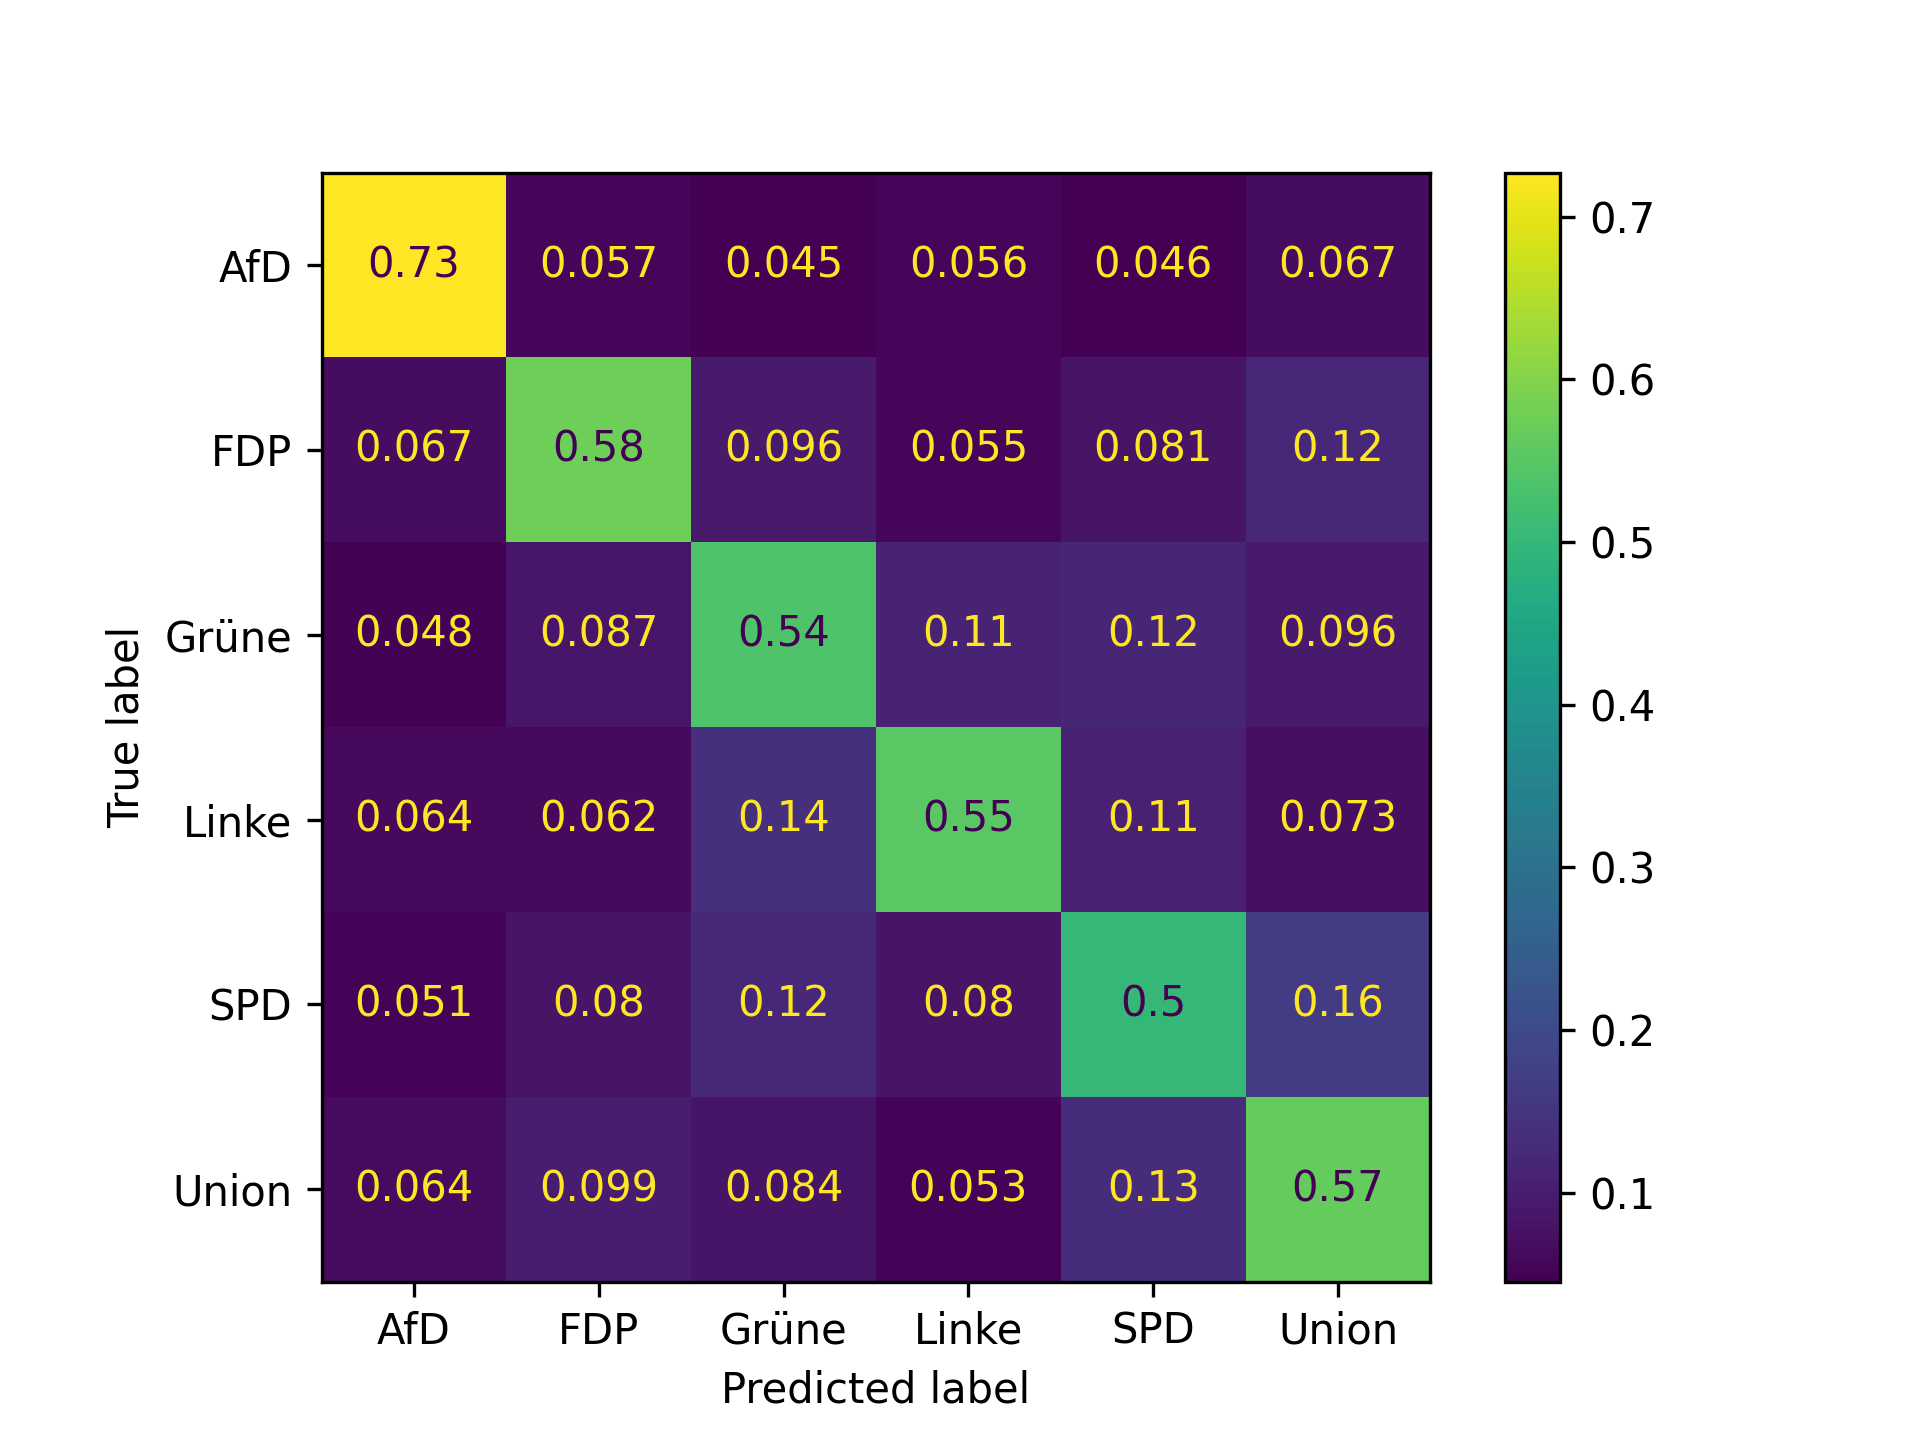 AfD 0.73 0.057 0.045 0.056 0.046 0.067
FDP 0.067 0.58 0.096 0.055 0.081 0.12
Grüne 0.048 0.087 0.54 0.11 0.12 0.096
Linke 0.064 0.062 0.14 0.55 0.11 0.073
SPD 0.051 0.08 0.12 0.08 0.5 0.16
Union 0.064 0.099 0.084 0.053 0.13 0.57
True label
AfD FDP Grüne Linke SPD Union
Predicted label
0.7
0.6
0.5
0.4
0.3
0.2
0.1